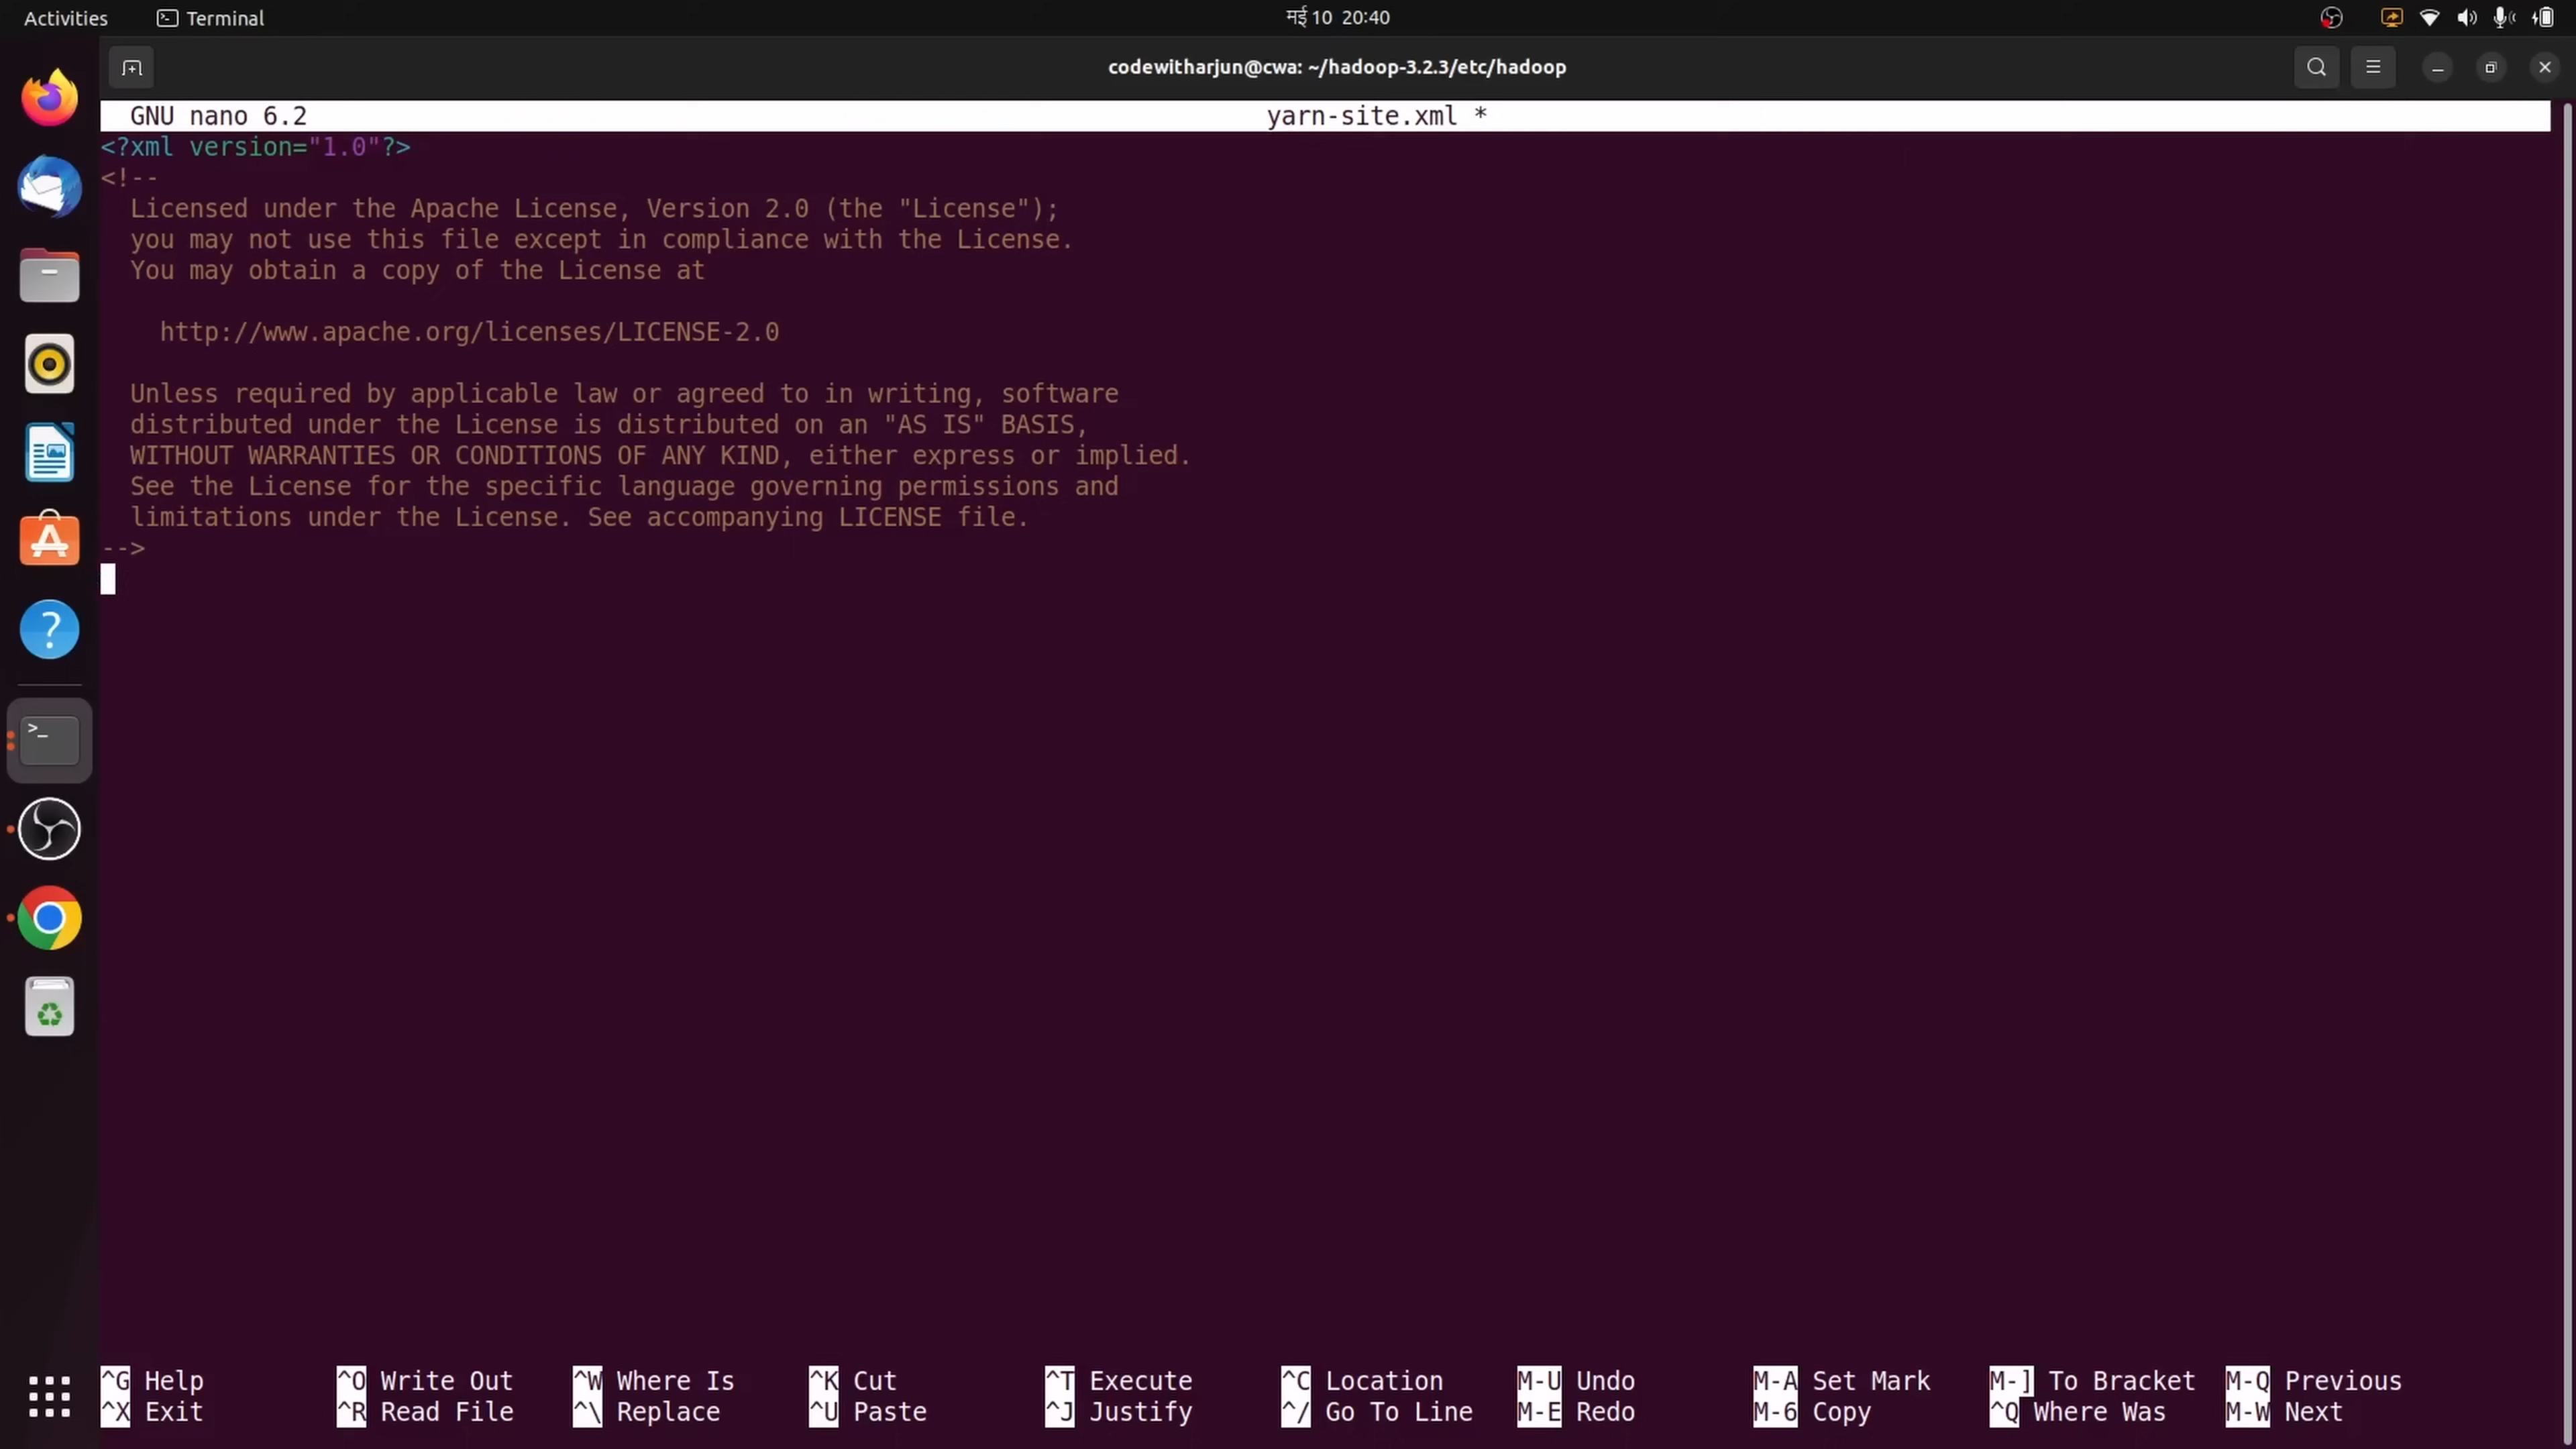 Activities Terminal मई 10 20:40
codewitharjun@cwa: ~/hadoop-3.2.3/etc/hadoop
GNU nano 6.2 yarn-site.xml *
<?xml version="1.0"?>
<!--
Licensed under the Apache License, Version 2.0 (the "License");
you may not use this file except in compliance with the License.
You may obtain a copy of the License at
http://www.apache.org/licenses/LICENSE-2.0
Unless required by applicable law or agreed to in writing, software
distributed under the License is distributed on an "AS IS" BASIS,
WITHOUT WARRANTIES OR CONDITIONS OF ANY KIND, either express or implied.
See the License for the specific language governing permissions and
limitations under the License. See accompanying LICENSE file.
-->
^G Help ^O Write Out ^W Where Is ^K Cut ^T Execute ^C Location M-U Undo M-A Set Mark M-] To Bracket M-Q Previous
^X Exit ^R Read File ^\ Replace ^U Paste ^J Justify ^/ Go To Line M-E Redo M-6 Copy ^Q Where Was M-W Next